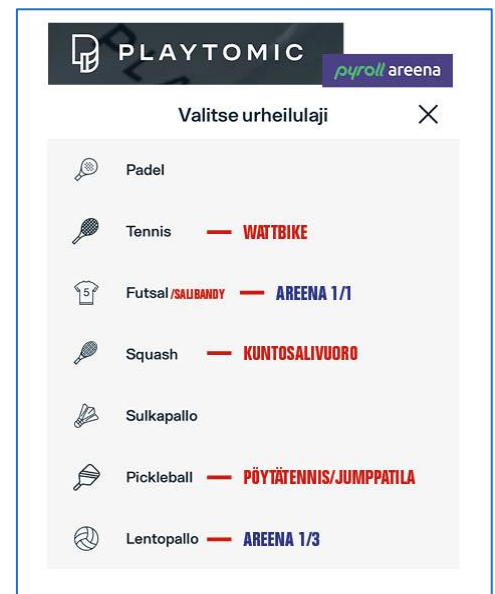 PLAYTOMIC
pyroll areena
Valitse urheilulaji
Padel
Tennis — WATTBIKE
Futsal /SALIBANDY — AREENA 1/1
Squash — KUNTOSALIVUORO
Sulkapallo
Pickleball — PÖYTÄTENNIS/JUMPPATILA
Lentopallo — AREENA 1/3